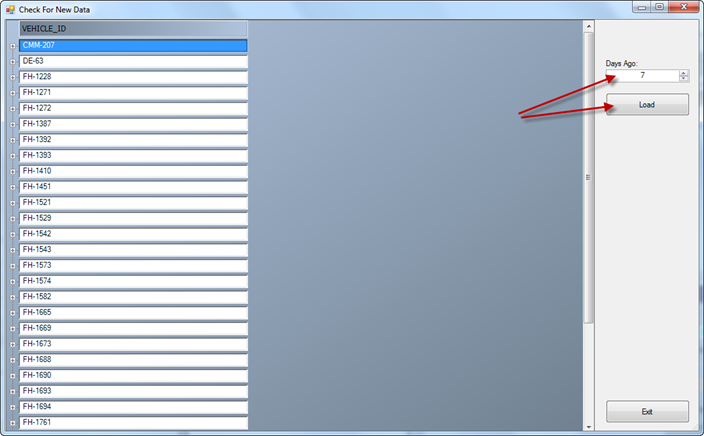 Check For New Data
VEHICLE_ID
CMM-207
DE-63
FH-1228
FH-1271
FH-1272
FH-1387
FH-1392
FH-1393
FH-1410
FH-1451
FH-1521
FH-1529
FH-1542
FH-1543
FH-1573
FH-1574
FH-1582
FH-1665
FH-1669
FH-1673
FH-1688
FH-1690
FH-1693
FH-1694
FH-1761
Days Ago:
7
Load
Exit